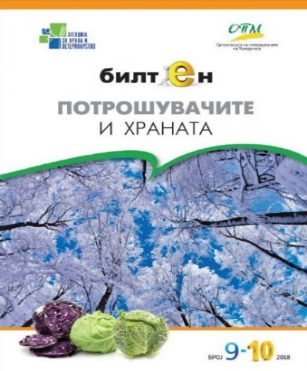 АГЕНЦИЈА
ЗА ХРАНА И
ВЕТЕРИНАРСТВО
ОПМ
Организација на потрошувачите
на Македонија
билтен
ПОТРОШУВАЧИТЕ
И ХРАНАТА
БРОЈ 9-10 2018